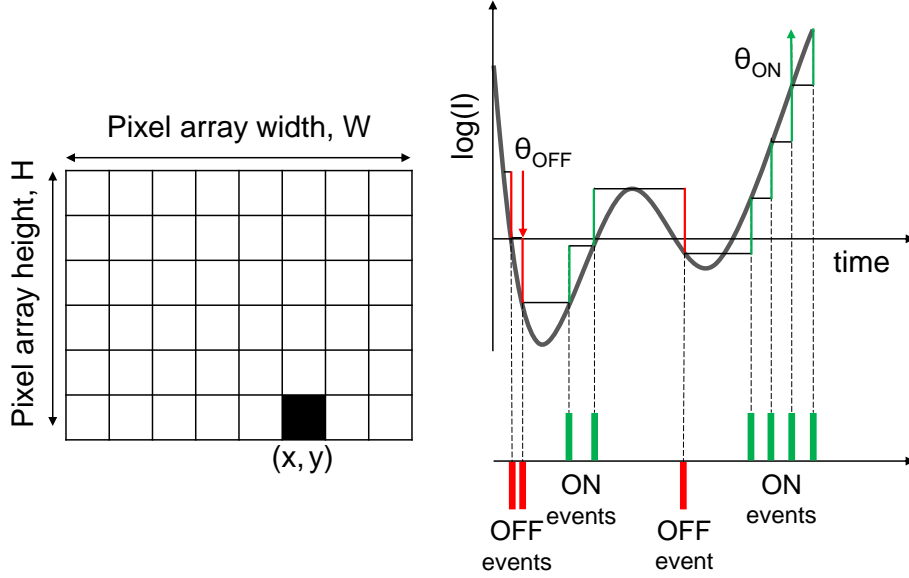 Pixel array width, W
Pixel array height, H
(x, y)
log(I)
θOFF
θON
time
OFF
events
ON
events
OFF
event
ON
events